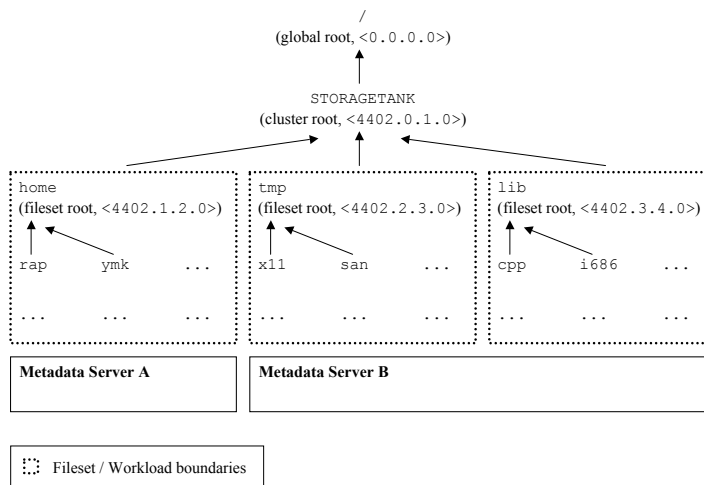 /
(global root, <0.0.0.0>)
STORAGETANK
(cluster root, <4402.0.1.0>)
home
(fileset root, <4402.1.2.0>)
rap ymk ...
... ... ...
tmp
(fileset root, <4402.2.3.0>)
x11 san ...
... ... ...
lib
(fileset root, <4402.3.4.0>)
cpp i686 ...
... ... ...
Metadata Server A
Metadata Server B
Fileset / Workload boundaries